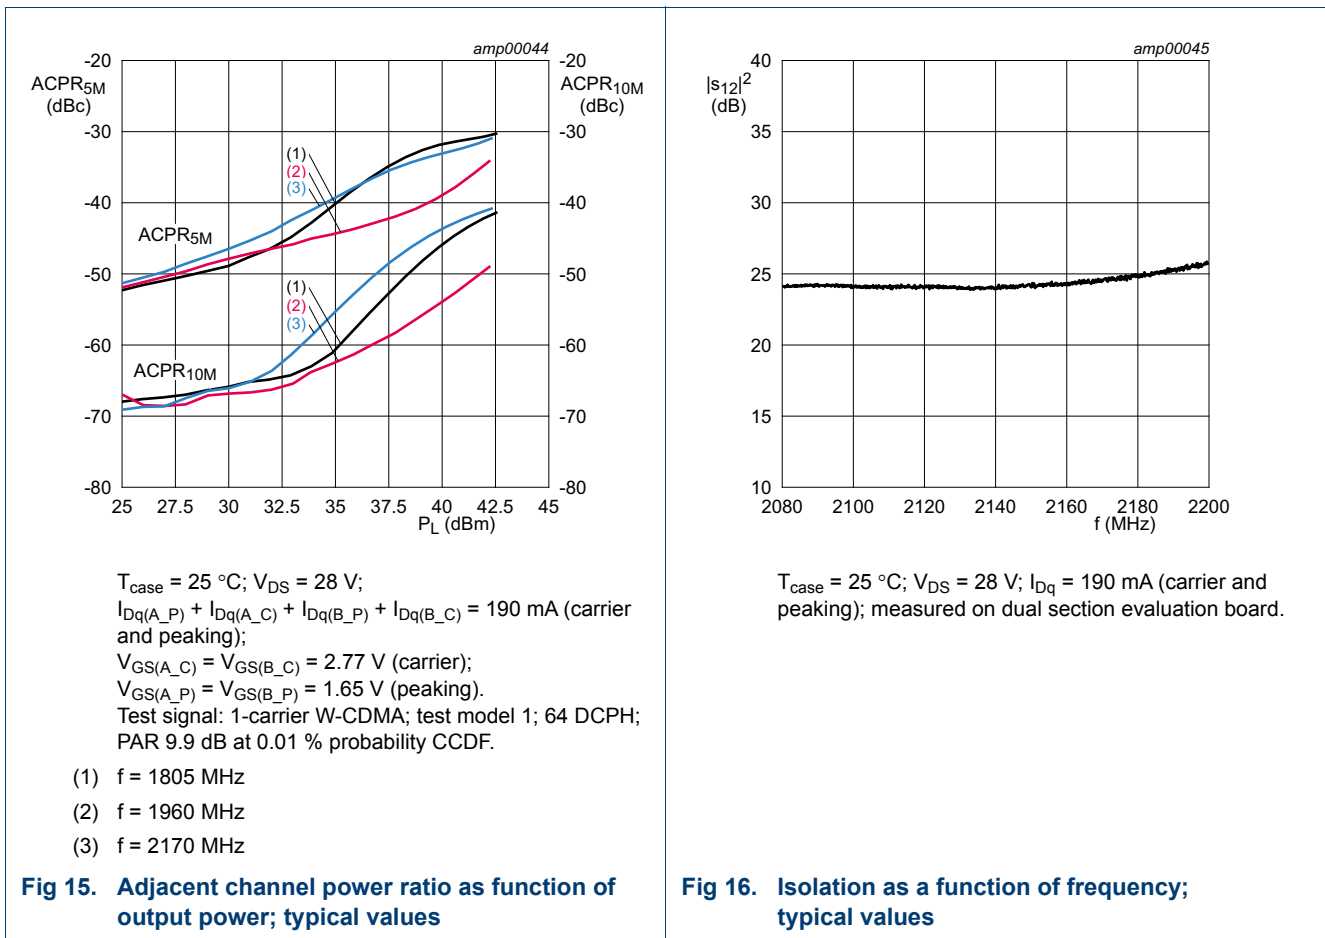 amp00044
-20
-20
ACPR5M
(dBc)
ACPR10M
(dBc)
-30
-30
(1)
(2)
(3)
-40
-40
ACPR5M
-50
-50
(1)
(2)
(3)
-60
-60
ACPR10M
-70
-70
-80
-80
25 27.5 30 32.5 35 37.5 40 42.5 45
PL (dBm)
Tcase = 25 °C; VDS = 28 V;
IDq(A_P) + IDq(A_C) + IDq(B_P) + IDq(B_C) = 190 mA (carrier
and peaking);
VGS(A_C) = VGS(B_C) = 2.77 V (carrier);
VGS(A_P) = VGS(B_P) = 1.65 V (peaking).
Test signal: 1-carrier W-CDMA; test model 1; 64 DCPH;
PAR 9.9 dB at 0.01 % probability CCDF.
(1) f = 1805 MHz
(2) f = 1960 MHz
(3) f = 2170 MHz
Fig 15. Adjacent channel power ratio as function of
output power; typical values
amp00045
40
|s12|2
(dB)
35
30
25
20
15
10
2080 2100 2120 2140 2160 2180 2200
f (MHz)
Tcase = 25 °C; VDS = 28 V; IDq = 190 mA (carrier and
peaking); measured on dual section evaluation board.
Fig 16. Isolation as a function of frequency;
typical values